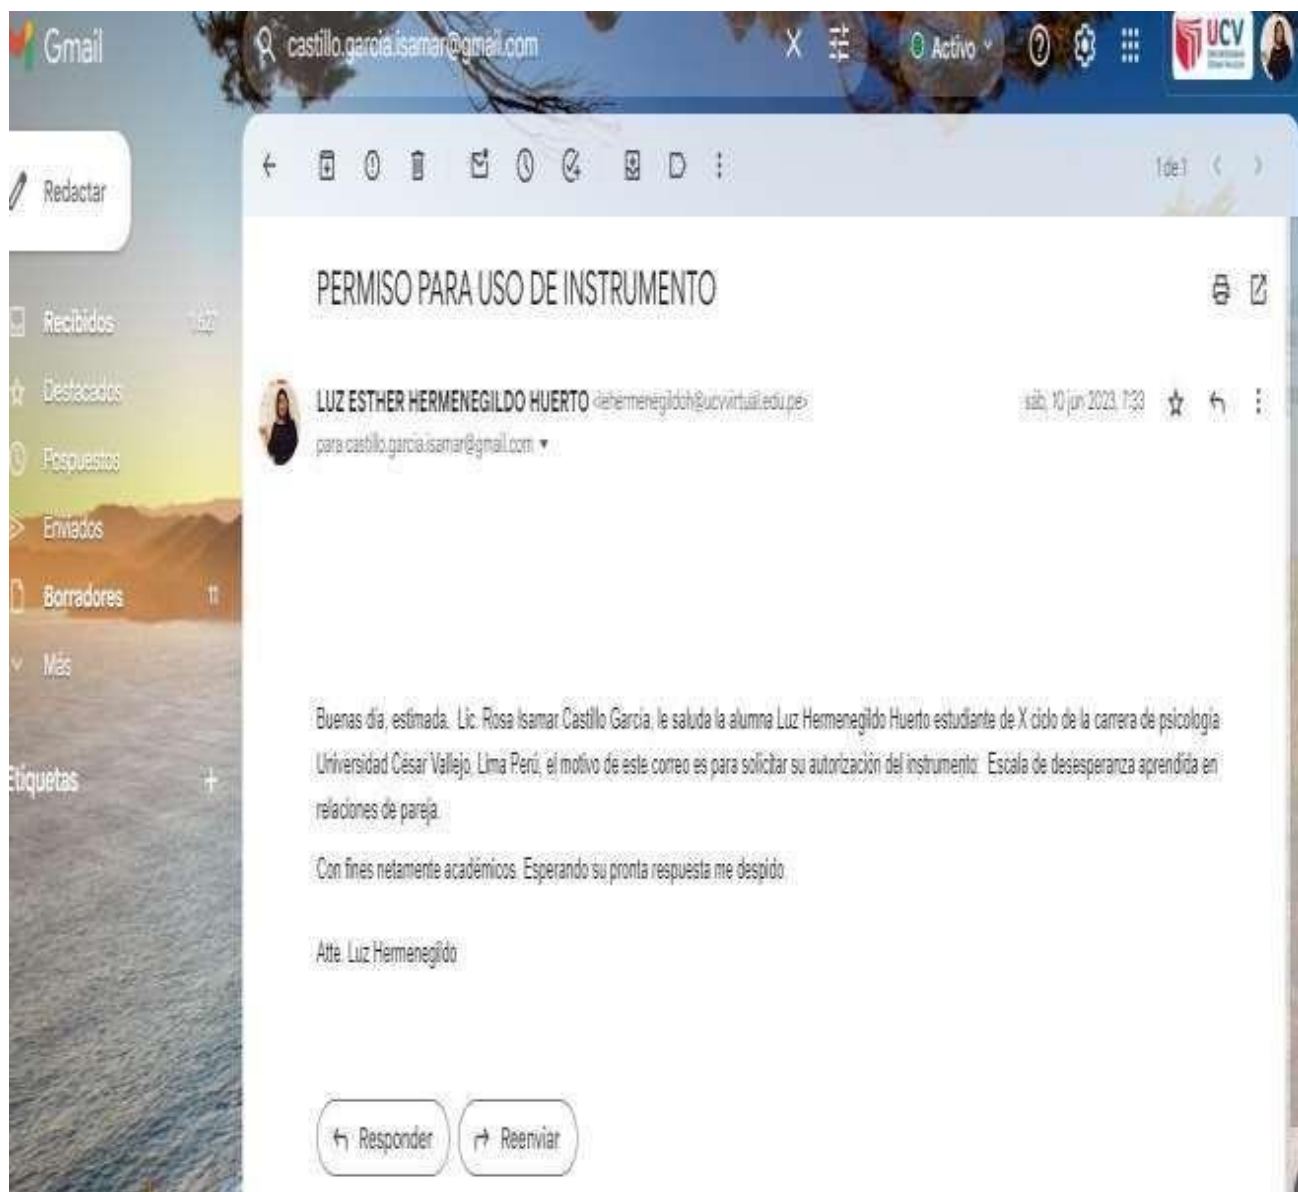 Gmail
castillo.garcia.isamar@gmail.com
Activo
UCV
Redactar
1 de 1
PERMISO PARA USO DE INSTRUMENTO
Recibidos
Destacados
LUZ ESTHER HERMENEGILDO HUERTO <lehermenegildoh@ucvvirtual.edu.pe>
sáb, 10 jun 2023, 7:33
para castillo.garcia.isamar@gmail.com
Pospuestos
Enviados
Borradores 11
Más
Buenas día, estimada. Lic. Rosa Isamar Castillo García, le saluda la alumna Luz Hermenegildo Huerto estudiante de X ciclo de la carrera de psicología
Universidad César Vallejo, Lima Perú, el motivo de este correo es para solicitar su autorización del instrumento: Escala de desesperanza aprendida en
relaciones de pareja.
Etiquetas
Con fines netamente académicos. Esperando su pronta respuesta me despido.
Atte. Luz Hermenegildo
Responder
Reenviar